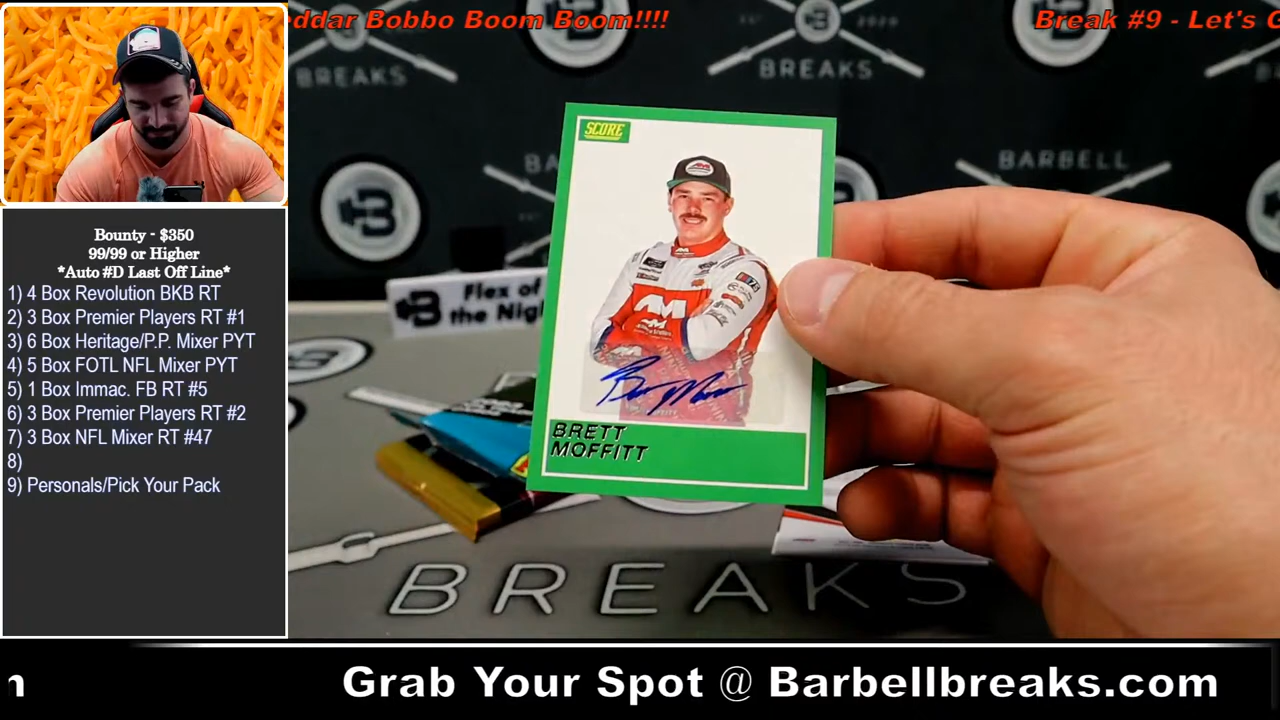 ddar Bobbo Boom Boom!!!!
Break #9 - Let's G
BREAKS
BREAKS
BARBELL
Bounty - $350
99/99 or Higher
*Auto #D Last Off Line*
1) 4 Box Revolution BKB RT
2) 3 Box Premier Players RT #1
3) 6 Box Heritage/P.P. Mixer PYT
4) 5 Box FOTL NFL Mixer PYT
5) 1 Box Immac. FB RT #5
6) 3 Box Premier Players RT #2
7) 3 Box NFL Mixer RT #47
8)
9) Personals/Pick Your Pack
SCORE
Flex of
the Nigh
BRETT
MOFFITT
BREAKS
n
Grab Your Spot @ Barbellbreaks.com